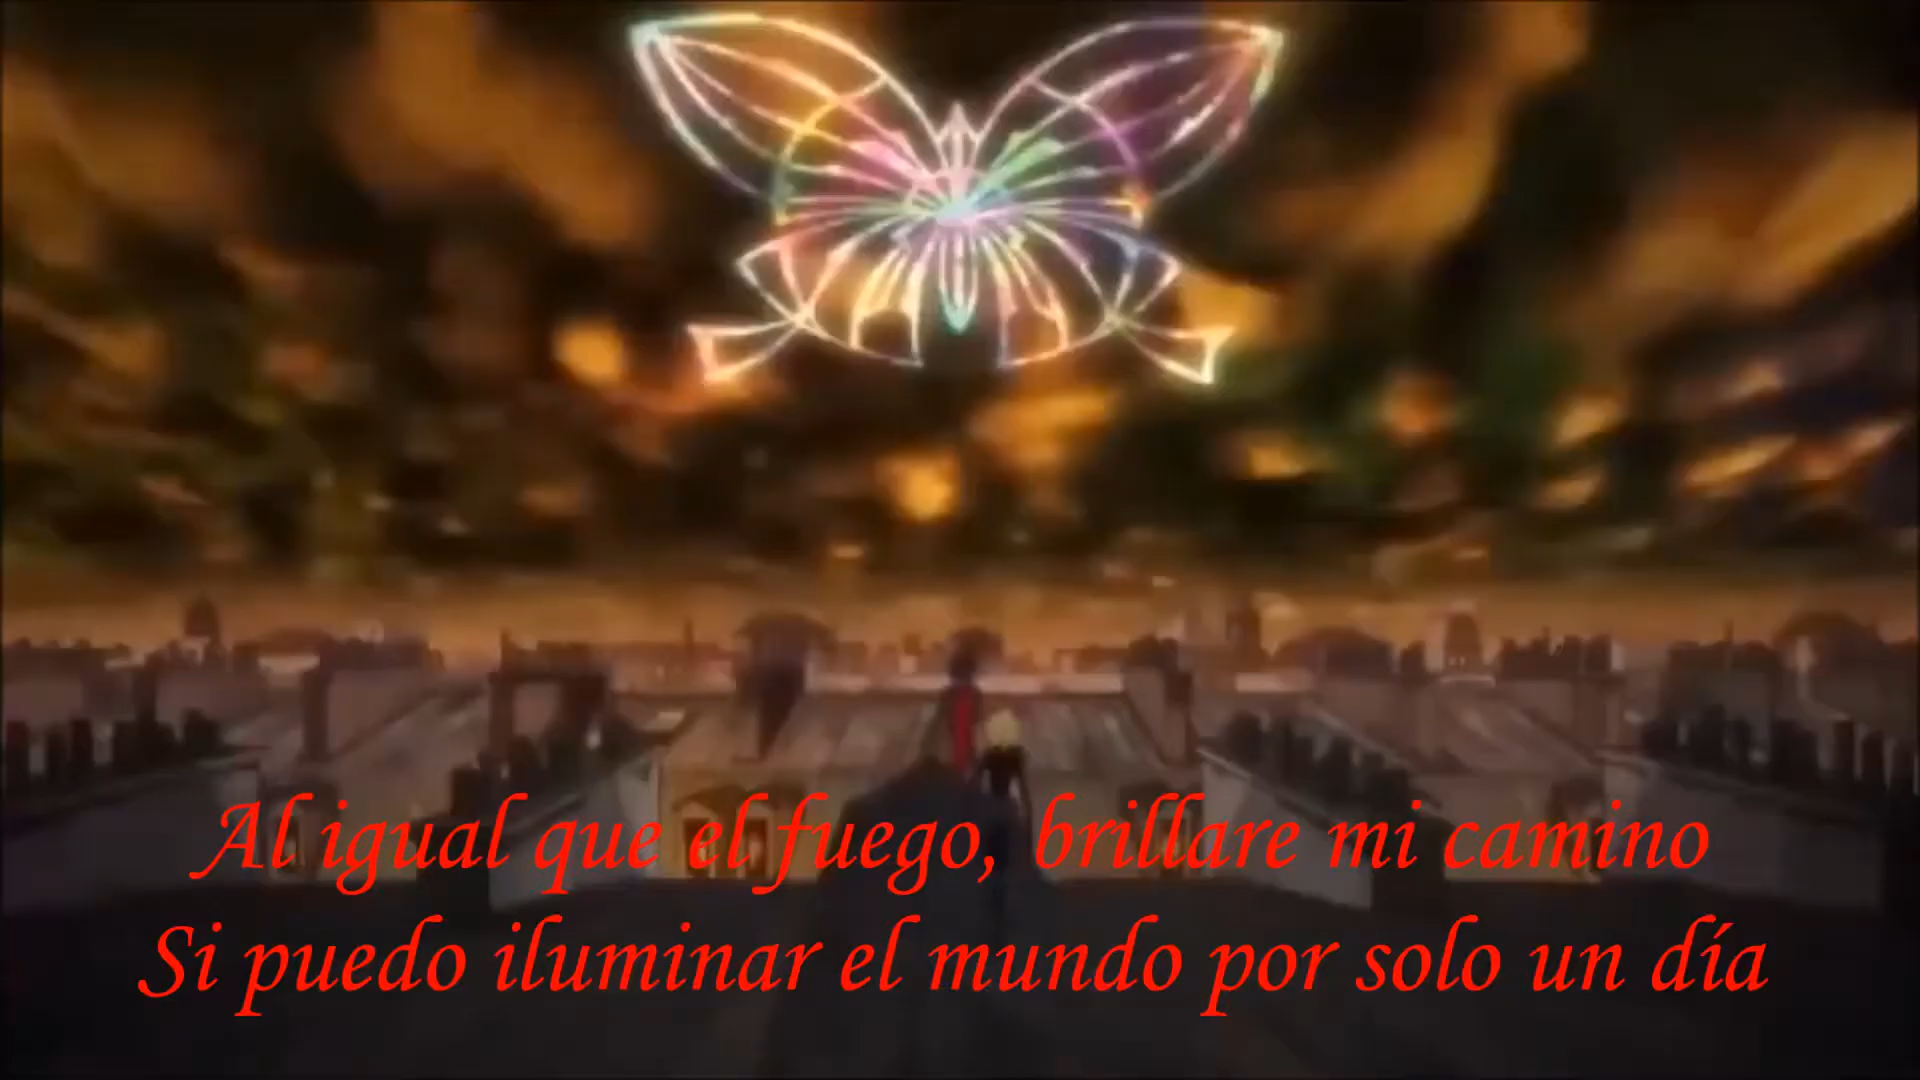 Al igual que el fuego, brillare mi camino
Si puedo iluminar el mundo por solo un día